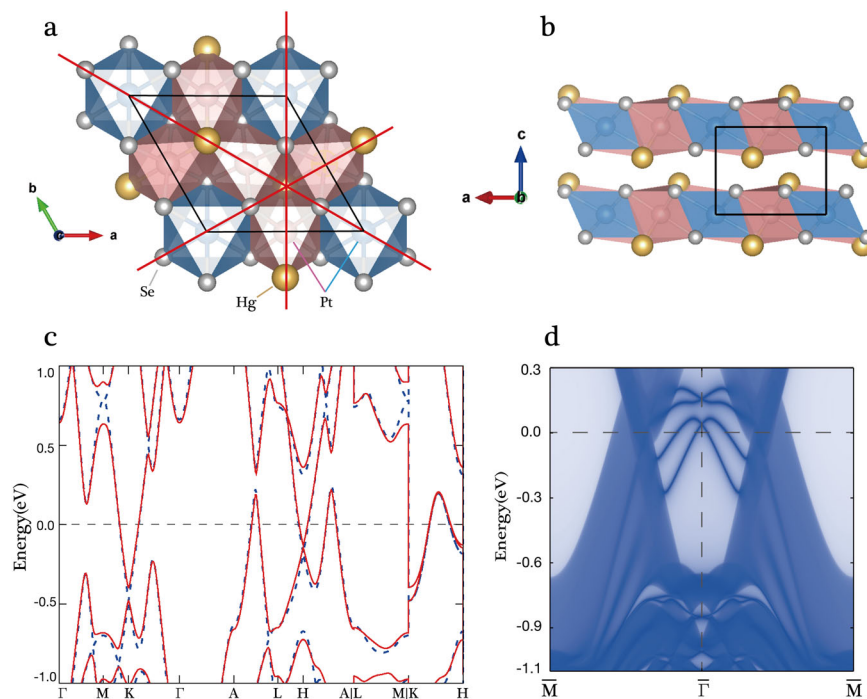 a
b
b
a
c
a
b
Se
Hg
Pt
c
d
1.0
0.5
0.0
-0.5
-1.0
Energy(eV)
Γ M K Γ A L H A|L M|K H
0.3
0.0
-0.3
-0.6
-0.9
-1.1
Energy(eV)
M̅ Γ̅ M̅